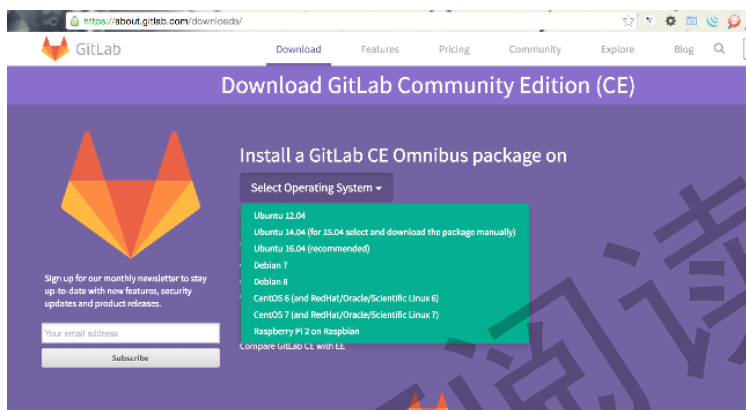 https://about.gitlab.com/downloads/
GitLab Download Features Pricing Community Explore Blog
Download GitLab Community Edition (CE)
Install a GitLab CE Omnibus package on
Select Operating System
Ubuntu 12.04
Ubuntu 14.04 (for 15.04 select and download the package manually)
Ubuntu 16.04 (recommended)
Debian 7
Debian 8
CentOS 6 (and RedHat/Oracle/Scientific Linux 6)
CentOS 7 (and RedHat/Oracle/Scientific Linux 7)
Raspberry Pi 2 on Raspbian
Compare GitLab CE with EE
Sign up for our monthly newsletter to stay
up-to-date with new features, security
updates and product releases.
Your email address
Subscribe
阅读